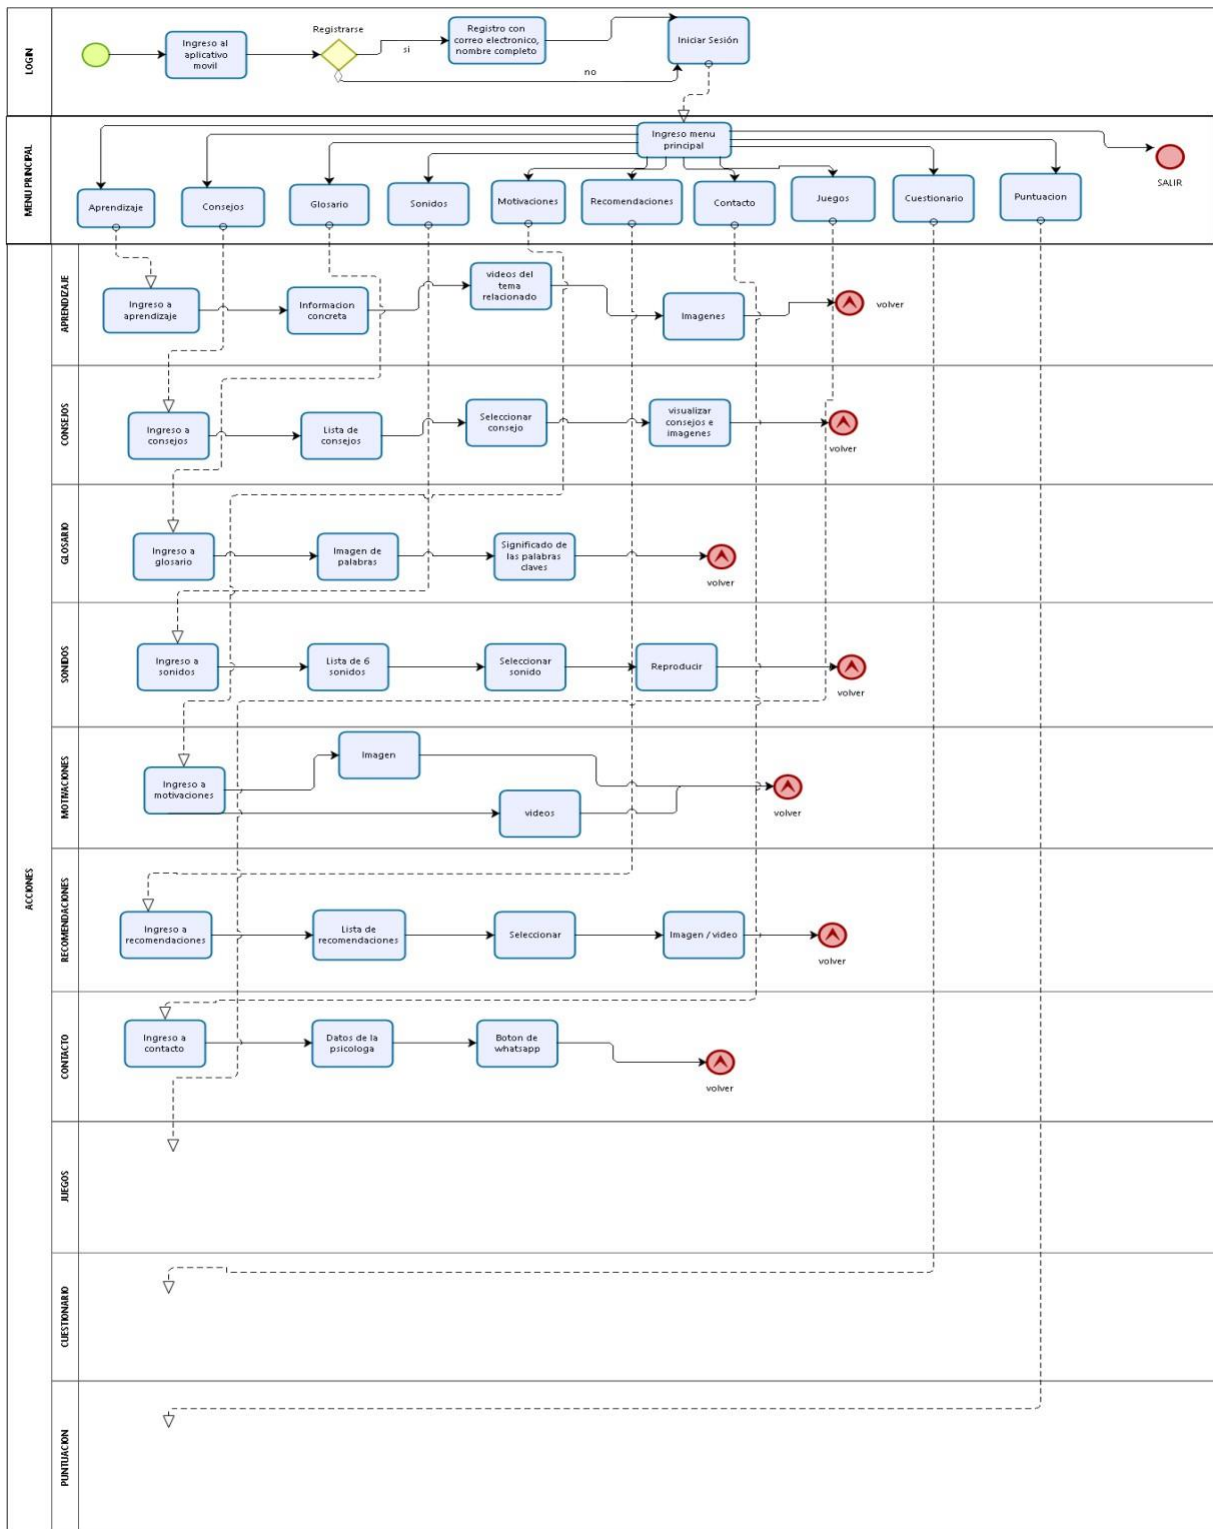 LOGIN
Registrarse
Ingreso al
aplicativo
movil
si
no
Registro con
correo electronico,
nombre completo
Iniciar Sesión
MENU PRINCIPAL
Ingreso menu
principal
Aprendizaje
Consejos
Glosario
Sonidos
Motivaciones
Recomendaciones
Contacto
Juegos
Cuestionario
Puntuacion
SALIR
ACCIONES
APRENDIZAJE
Ingreso a
aprendizaje
Informacion
concreta
videos del
tema
relacionado
Imagenes
volver
CONSEJOS
Ingreso a
consejos
Lista de
consejos
Seleccionar
consejo
visualizar
consejos e
imagenes
volver
GLOSARIO
Ingreso a
glosario
Imagen de
palabras
Significado de
las palabras
claves
volver
SONIDOS
Ingreso a
sonidos
Lista de 6
sonidos
Seleccionar
sonido
Reproducir
volver
MOTIVACIONES
Ingreso a
motivaciones
Imagen
videos
volver
RECOMENDACIONES
Ingreso a
recomendaciones
Lista de
recomendaciones
Seleccionar
Imagen / video
volver
CONTACTO
Ingreso a
contacto
Datos de la
psicologa
Boton de
whatsapp
volver
JUEGOS
CUESTIONARIO
PUNTUACION